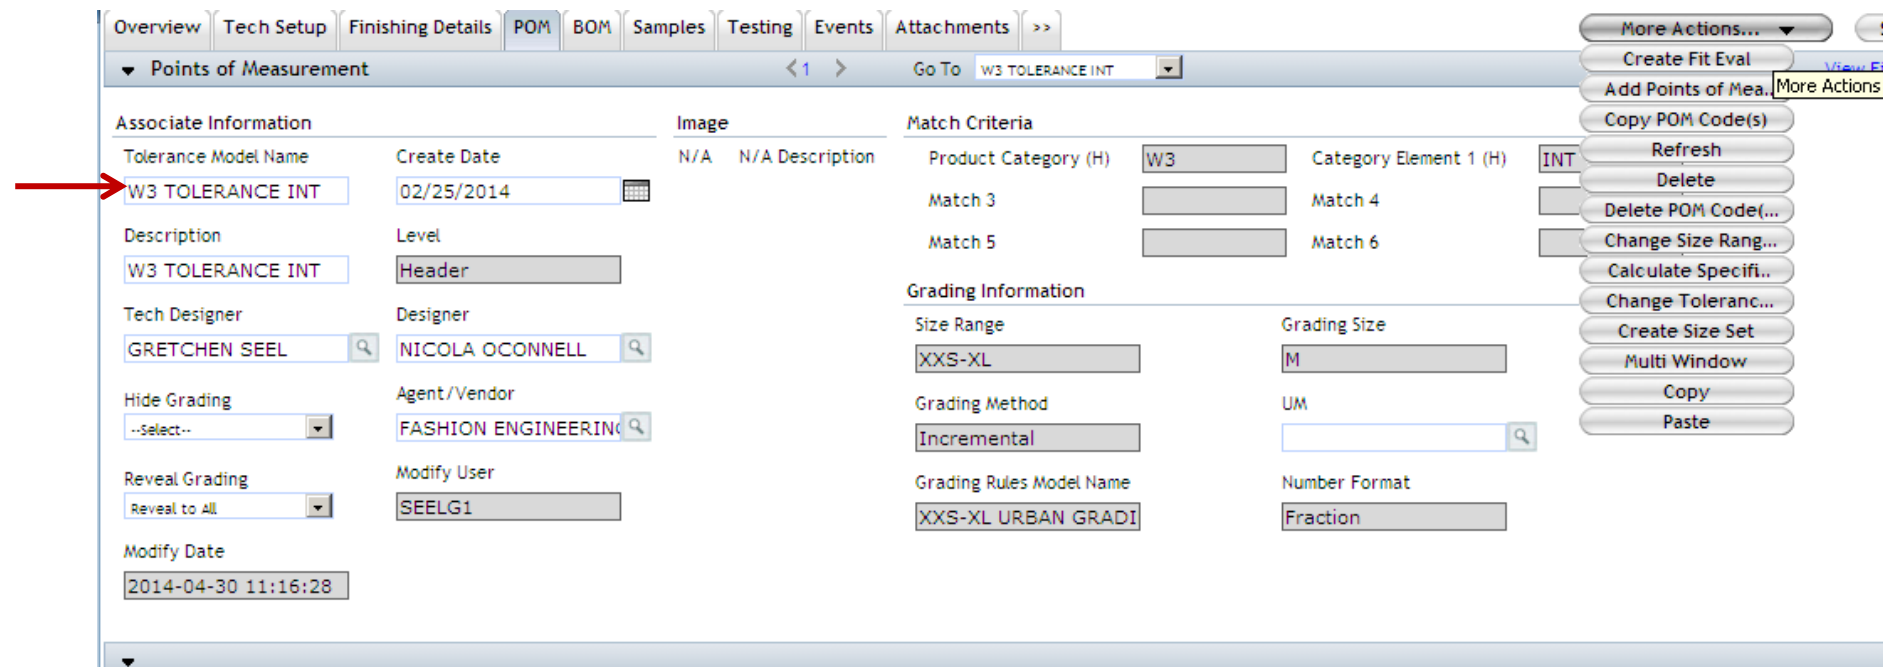 Overview Tech Setup Finishing Details POM BOM Samples Testing Events Attachments >>
More Actions...
Points of Measurement
1
Go To W3 TOLERANCE INT
Create Fit Eval
View
Add Points of Mea..
More Actions
Copy POM Code(s)
Refresh
Delete
Delete POM Code(...
Change Size Rang...
Calculate Specifi..
Change Toleranc...
Create Size Set
Multi Window
Copy
Paste
Associate Information
Tolerance Model Name
W3 TOLERANCE INT
Create Date
02/25/2014
Description
W3 TOLERANCE INT
Level
Header
Tech Designer
GRETCHEN SEEL
Designer
NICOLA OCONNELL
Hide Grading
--Select--
Agent/Vendor
FASHION ENGINEERING
Reveal Grading
Reveal to All
Modify User
SEELG1
Modify Date
2014-04-30 11:16:28
Image
N/A N/A Description
Match Criteria
Product Category (H) W3
Category Element 1 (H) INT
Match 3
Match 4
Match 5
Match 6
Grading Information
Size Range
XXS-XL
Grading Size
M
Grading Method
Incremental
UM
Grading Rules Model Name
XXS-XL URBAN GRADI
Number Format
Fraction